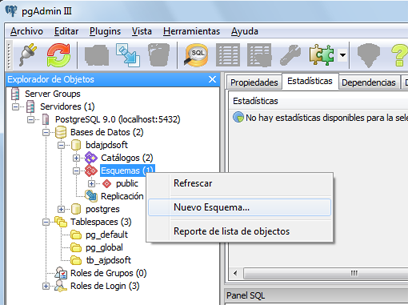 pgAdmin III
Archivo Editar Plugins Vista Herramientas Ayuda
SQL
Explorador de Objetos
Server Groups
Servidores (1)
PostgreSQL 9.0 (localhost:5432)
Bases de Datos (2)
bdajpdsoft
Catálogos (2)
Esquemas (1)
public
Replicación
postgres
Tablespaces (3)
pg_default
pg_global
tb_ajpdsoft
Roles de Grupos (0)
Roles de Login (3)
Refrescar
Nuevo Esquema...
Reporte de lista de objectos
Propiedades Estadísticas Dependencias D
Estadísticas
No hay estadísticas disponibles para la sele
Panel SQL